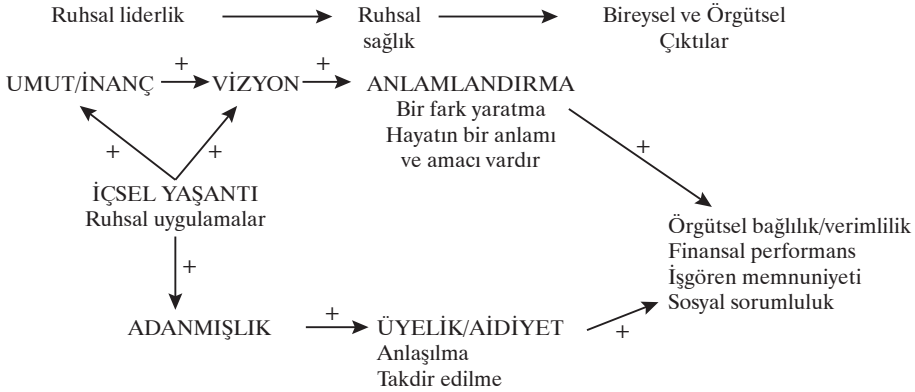 Ruhsal liderlik
Ruhsal
sağlık
Bireysel ve Örgütsel
Çıktılar
UMUT/İNANÇ
+
VİZYON
+
ANLAMLANDIRMA
Bir fark yaratma
Hayatın bir anlamı
ve amacı vardır
+
+
+
İÇSEL YAŞANTI
Ruhsal uygulamalar
Örgütsel bağlılık/verimlilik
Finansal performans
İşgören memnuniyeti
Sosyal sorumluluk
+
ADANMIŞLIK
+
ÜYELİK/AİDİYET
Anlaşılma
Takdir edilme
+